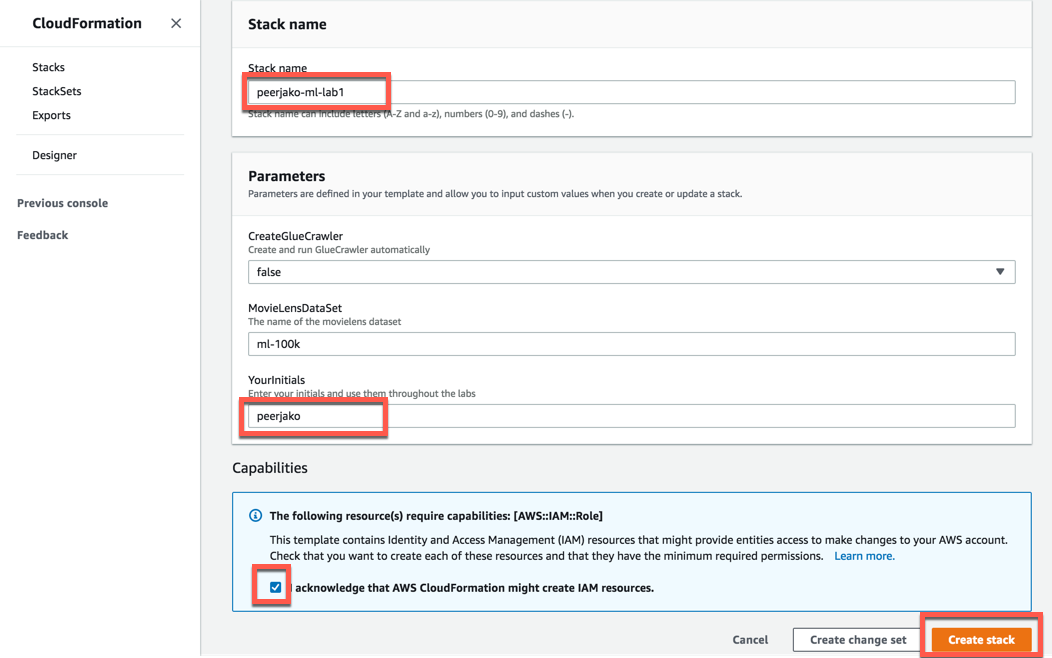 CloudFormation
Stacks
StackSets
Exports
Designer
Previous console
Feedback
Stack name
Stack name
peerjako-ml-lab1
Stack name can include letters (A-Z and a-z), numbers (0-9), and dashes (-).
Parameters
Parameters are defined in your template and allow you to input custom values when you create or update a stack.
CreateGlueCrawler
Create and run GlueCrawler automatically
false
MovieLensDataSet
The name of the movielens dataset
ml-100k
YourInitials
Enter your initials and use them throughout the labs
peerjako
Capabilities
The following resource(s) require capabilities: [AWS::IAM::Role]
This template contains Identity and Access Management (IAM) resources that might provide entities access to make changes to your AWS account.
Check that you want to create each of these resources and that they have the minimum required permissions. Learn more.
I acknowledge that AWS CloudFormation might create IAM resources.
Cancel
Create change set
Create stack